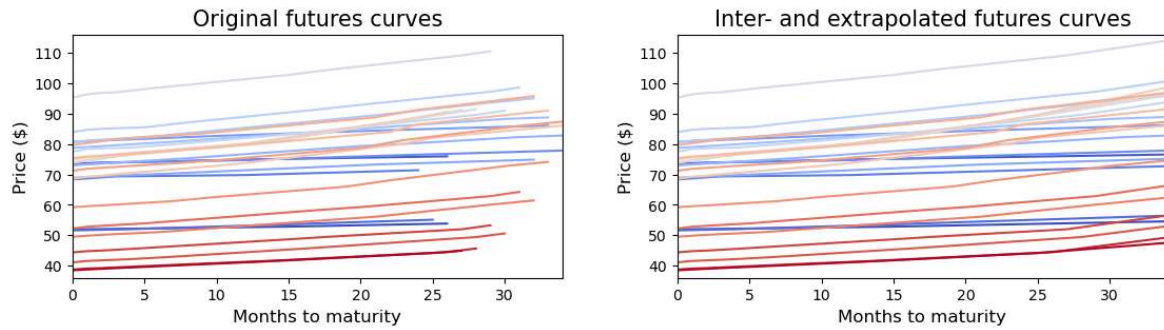 Original futures curves
Price ($)
110
100
90
80
70
60
50
40
0 5 10 15 20 25 30
Months to maturity
Inter- and extrapolated futures curves
Price ($)
110
100
90
80
70
60
50
40
0 5 10 15 20 25 30
Months to maturity